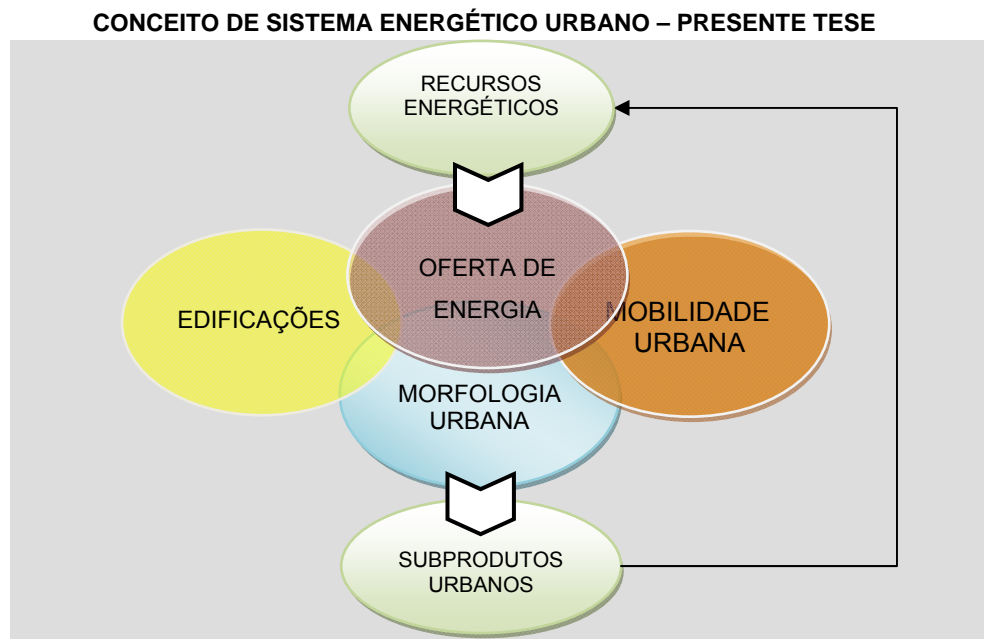 CONCEITO DE SISTEMA ENERGÉTICO URBANO – PRESENTE TESE
RECURSOS
ENERGÉTICOS
OFERTA DE
ENERGIA
EDIFICAÇÕES
MOBILIDADE
URBANA
MORFOLOGIA
URBANA
SUBPRODUTOS
URBANOS